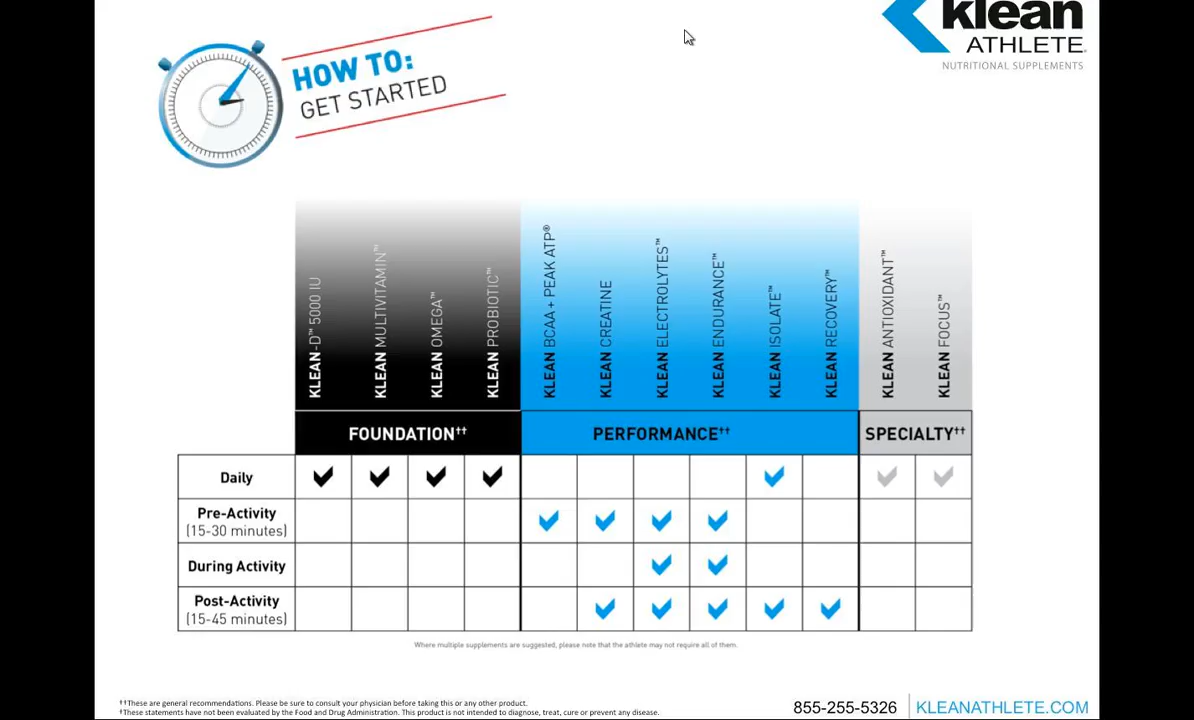 klean
ATHLETE.
NUTRITIONAL SUPPLEMENTS
HOW TO:
GET STARTED
KLEAN-D™ 5000 IU
KLEAN MULTIVITAMIN™
KLEAN OMEGA™
KLEAN PROBIOTIC™
KLEAN BCAA + PEAK ATP®
KLEAN CREATINE
KLEAN ELECTROLYTES™
KLEAN ENDURANCE™
KLEAN ISOLATE™
KLEAN RECOVERY™
KLEAN ANTIOXIDANT™
KLEAN FOCUS™
FOUNDATION††
PERFORMANCE††
SPECIALTY††
Daily
Pre-Activity
(15-30 minutes)
During Activity
Post-Activity
(15-45 minutes)
Where multiple supplements are suggested, please note that the athlete may not require all of them.
††These are general recommendations. Please be sure to consult your physician before taking this or any other product.
†These statements have not been evaluated by the Food and Drug Administration. This product is not intended to diagnose, treat, cure or prevent any disease.
855-255-5326
KLEANATHLETE.COM